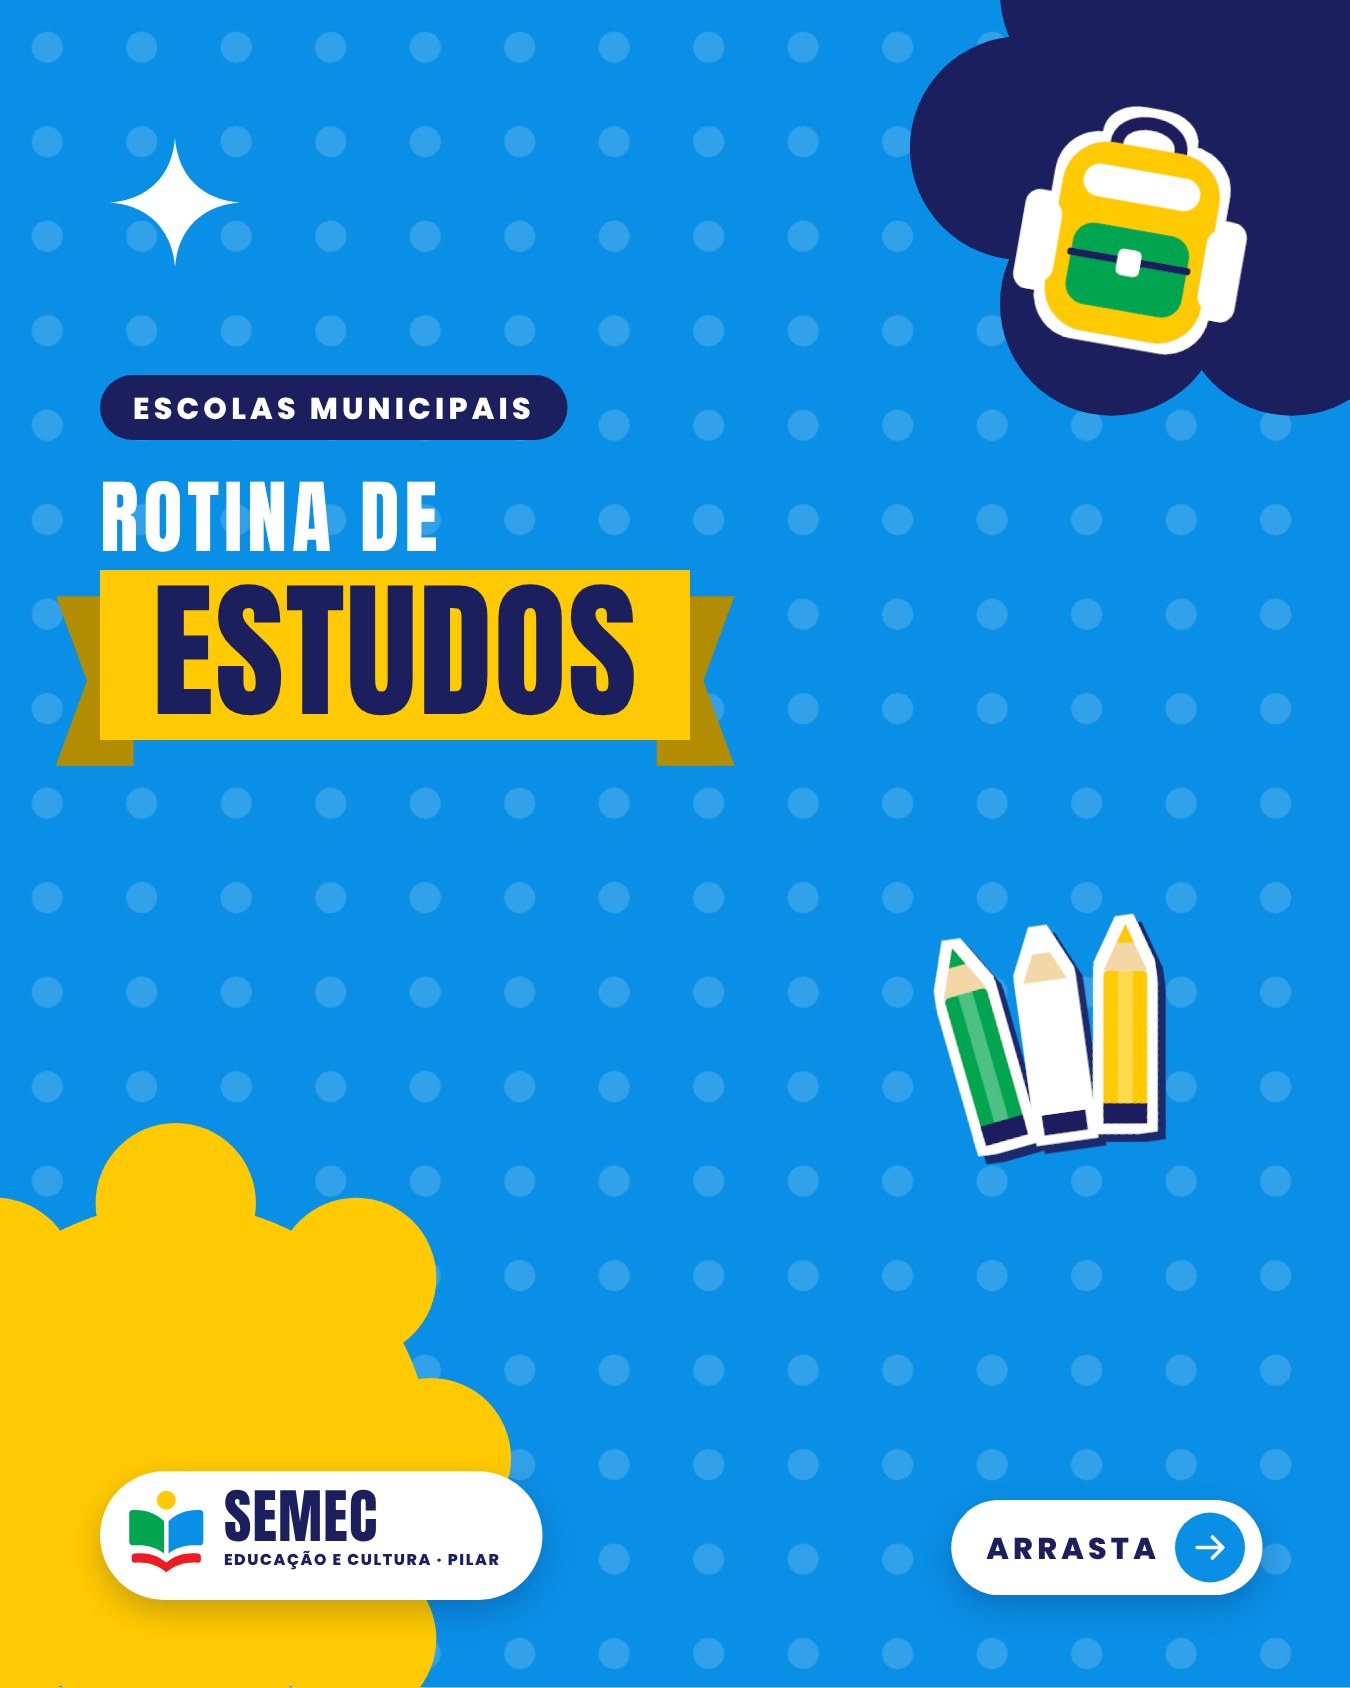 ESCOLAS MUNICIPAIS
ROTINA DE
ESTUDOS
SEMEC
EDUCAÇÃO E CULTURA · PILAR
ARRASTA